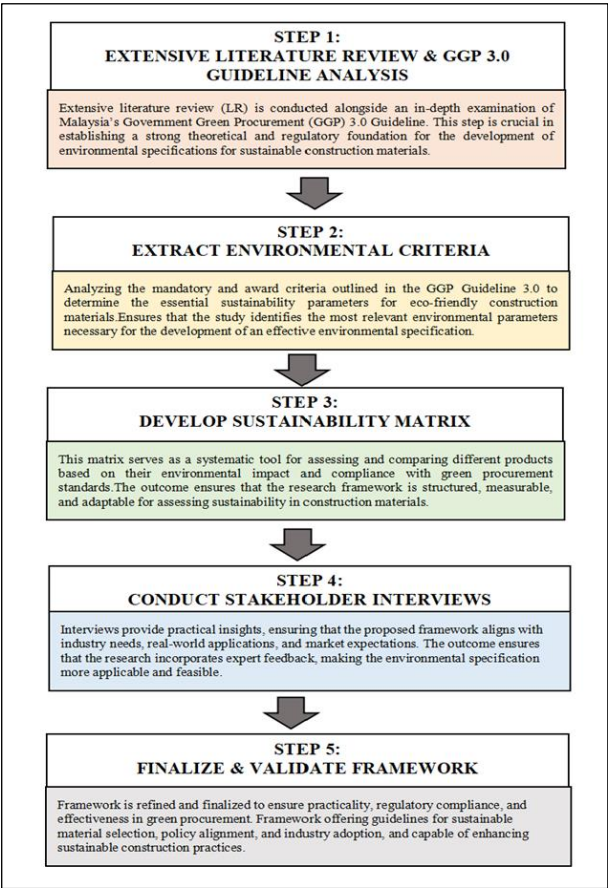 STEP 1:
EXTENSIVE LITERATURE REVIEW & GGP 3.0
GUIDELINE ANALYSIS
Extensive literature review (LR) is conducted alongside an in-depth examination of
Malaysia's Government Green Procurement (GGP) 3.0 Guideline. This step is crucial in
establishing a strong theoretical and regulatory foundation for the development of
environmental specifications for sustainable construction materials.
STEP 2:
EXTRACT ENVIRONMENTAL CRITERIA
Analyzing the mandatory and award criteria outlined in the GGP Guideline 3.0 to
determine the essential sustainability parameters for eco-friendly construction
materials.Ensures that the study identifies the most relevant environmental parameters
necessary for the development of an effective environmental specification.
STEP 3:
DEVELOP SUSTAINABILITY MATRIX
This matrix serves as a systematic tool for assessing and comparing different products
based on their environmental impact and compliance with green procurement
standards.The outcome ensures that the research framework is structured, measurable,
and adaptable for assessing sustainability in construction materials.
STEP 4:
CONDUCT STAKEHOLDER INTERVIEWS
Interviews provide practical insights, ensuring that the proposed framework aligns with
industry needs, real-world applications, and market expectations. The outcome ensures
that the research incorporates expert feedback, making the environmental specification
more applicable and feasible.
STEP 5:
FINALIZE & VALIDATE FRAMEWORK
Framework is refined and finalized to ensure practicality, regulatory compliance, and
effectiveness in green procurement. Framework offering guidelines for sustainable
material selection, policy alignment, and industry adoption, and capable of enhancing
sustainable construction practices.